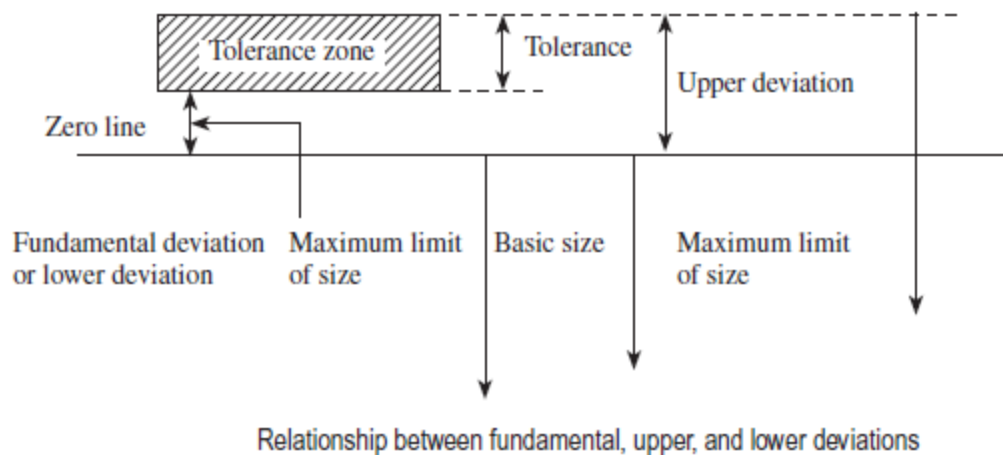 Tolerance zone
Tolerance
Upper deviation
Zero line
Fundamental deviation
or lower deviation
Maximum limit
of size
Basic size
Maximum limit
of size
Relationship between fundamental, upper, and lower deviations